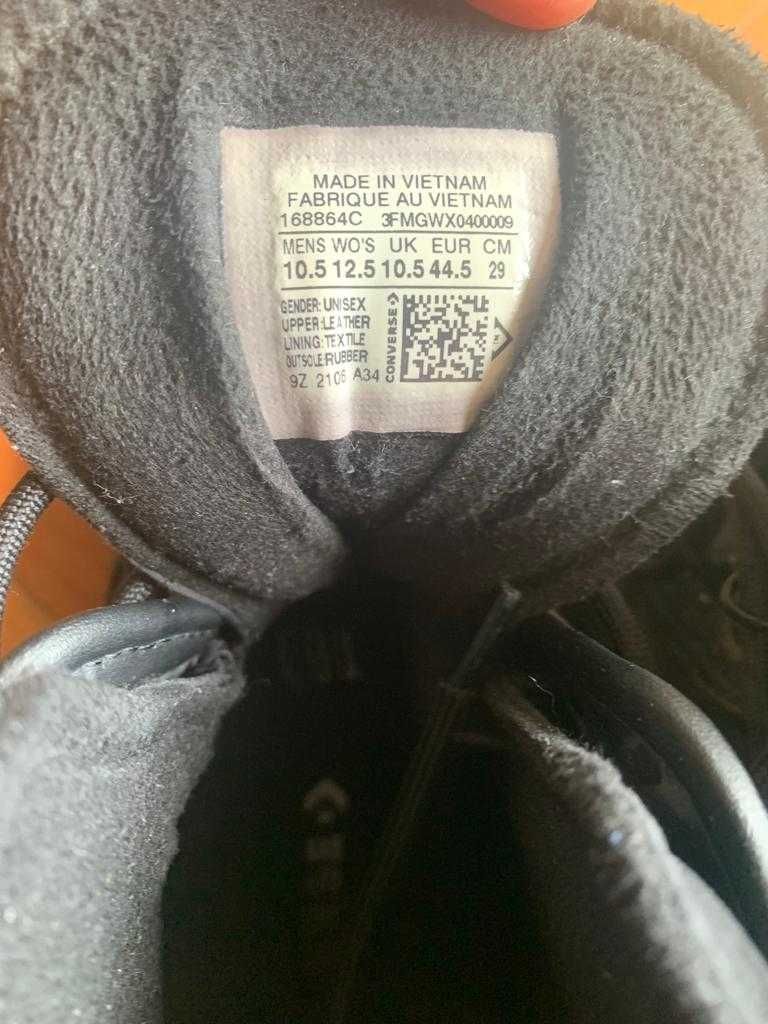 MADE IN VIETNAM
FABRIQUE AU VIETNAM
168864C 3FMGWX0400009
MENS WO'S UK EUR CM
10.5 12.5 10.5 44.5 29
GENDER: UNISEX
UPPER: LEATHER
LINING: TEXTILE
OUTSOLE: RUBBER
9Z 2106 A34
CONVERSE